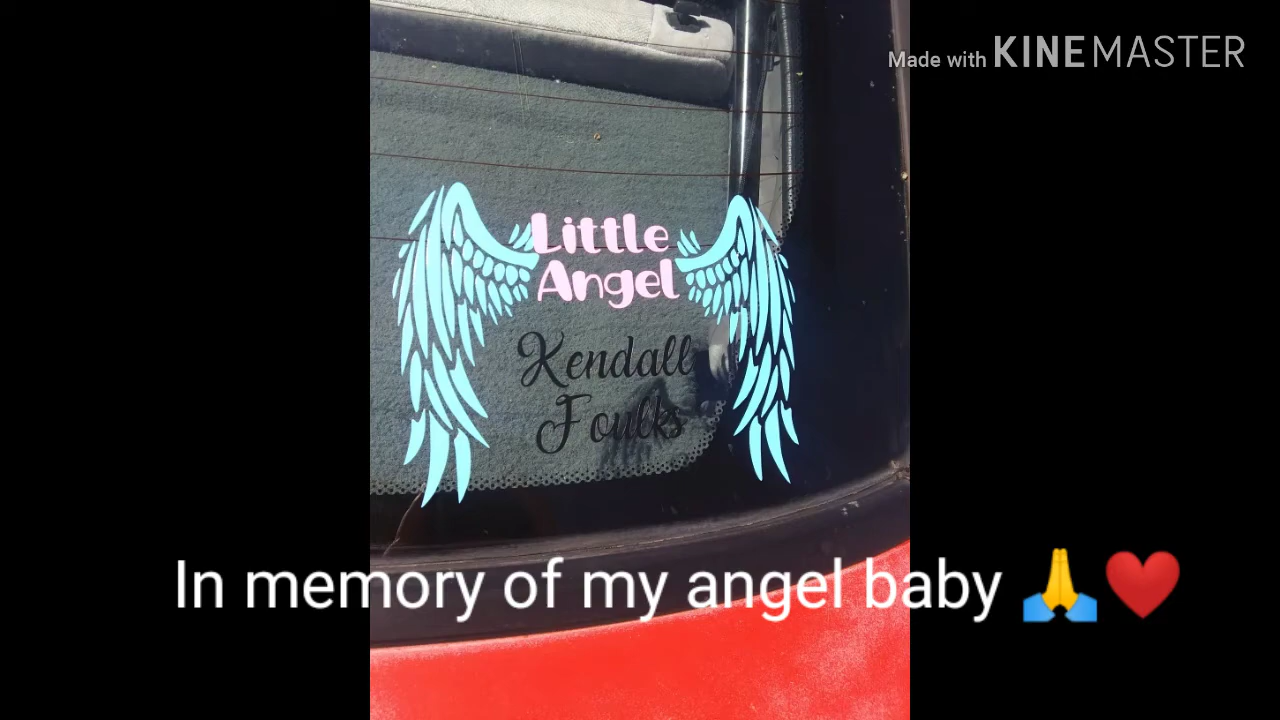 Made with KINEMASTER
Little
Angel
Kendall
Foulks
In memory of my angel baby 🙏❤️